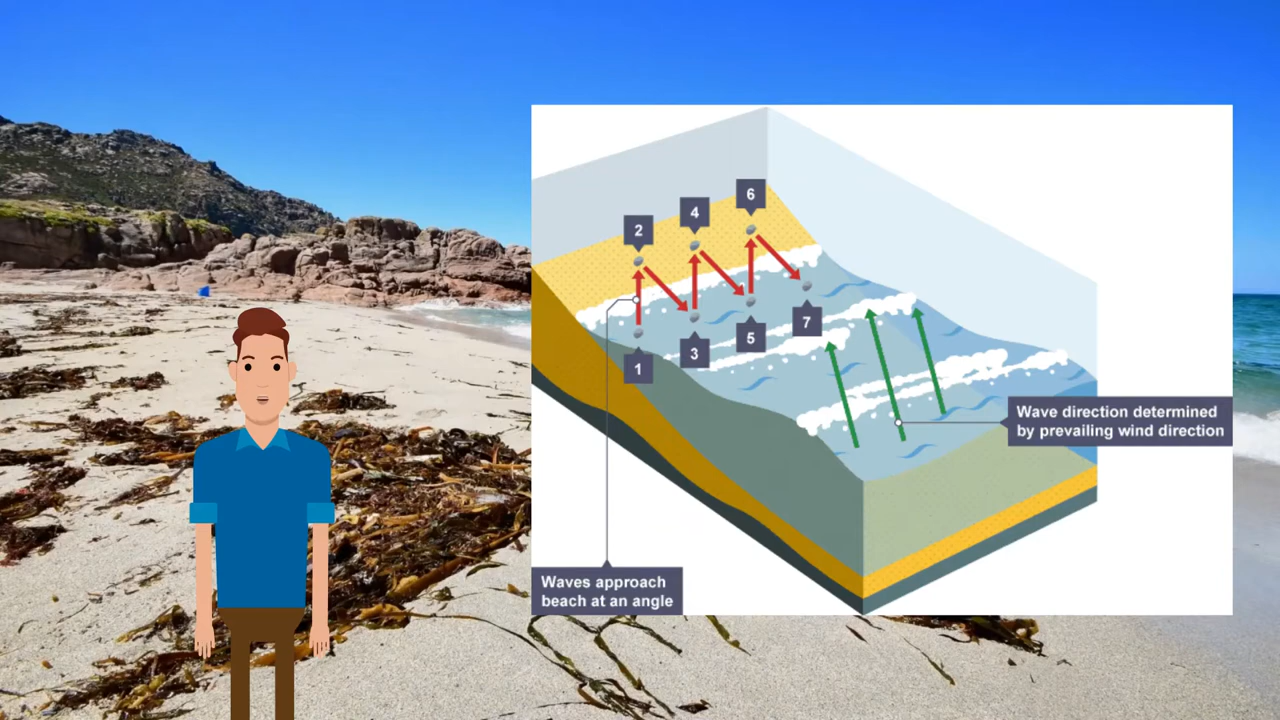 6
4
2
7
5
3
1
Wave direction determined
by prevailing wind direction
Waves approach
beach at an angle